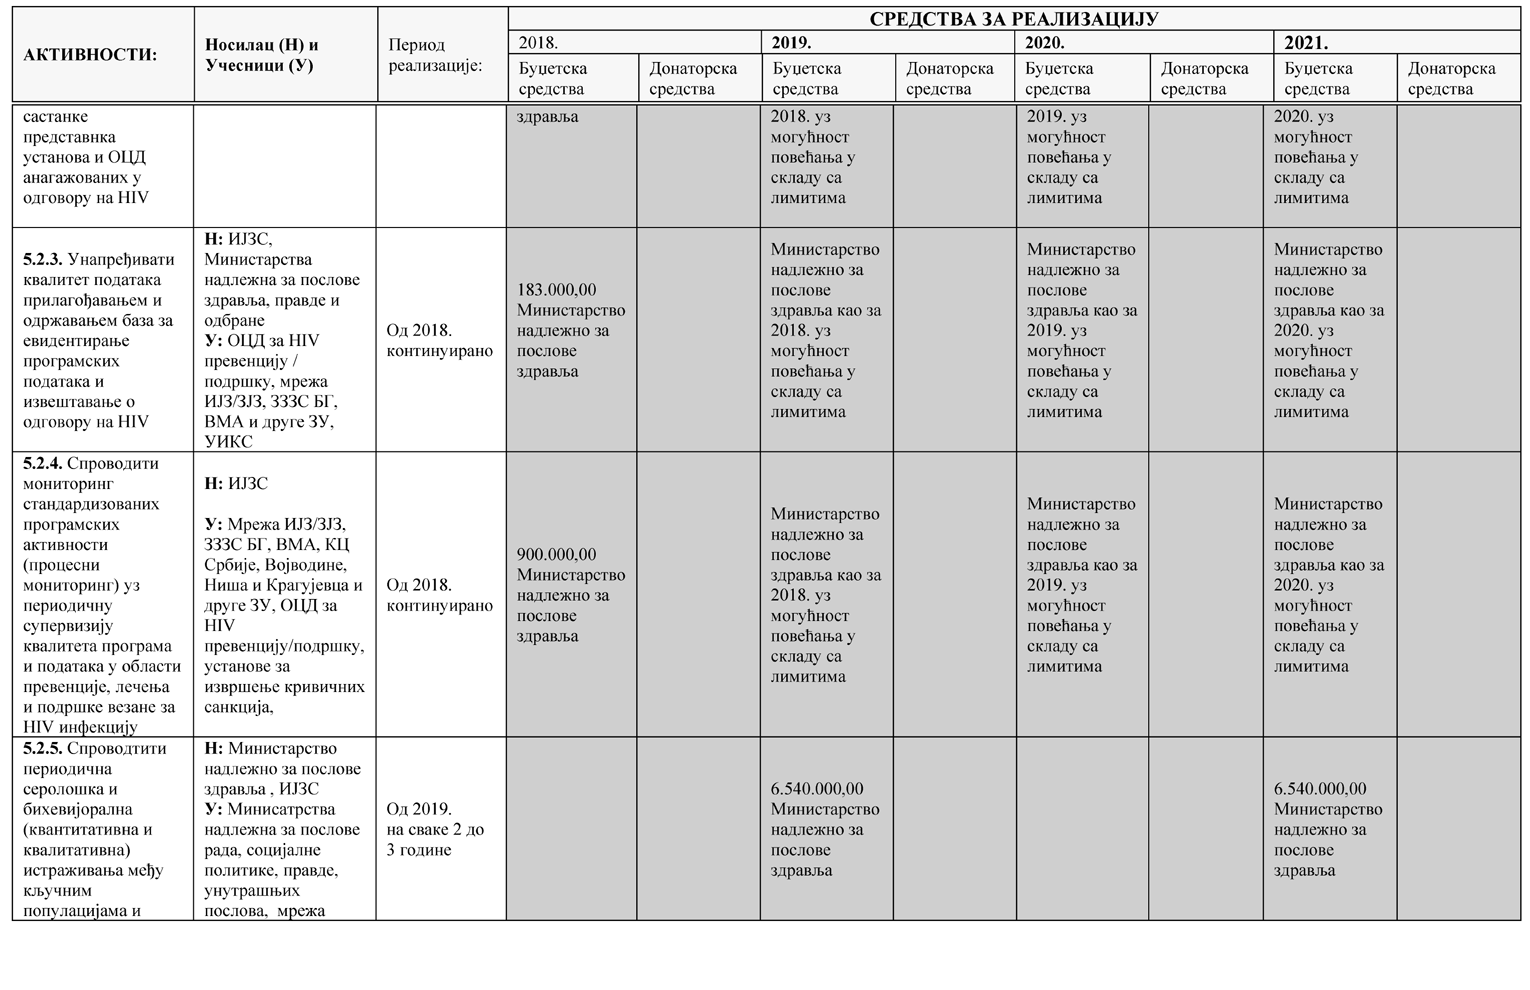 СРЕДСТВА ЗА РЕАЛИЗАЦИЈУ
АКТИВНОСТИ:
Носилац (Н) и
Учесници (У)
Период
реализације:
2018.
2019.
2020.
2021.
Буџетска
средства
Донаторска
средства
Буџетска
средства
Донаторска
средства
Буџетска
средства
Донаторска
средства
Буџетска
средства
Донаторска
средства
састанке
представнка
установа и ОЦД
анагажованих у
одговору на HIV
здравља
2018. уз
могућност
повећања у
складу са
лимитима
2019. уз
могућност
повећања у
складу са
лимитима
2020. уз
могућност
повећања у
складу са
лимитима
5.2.3. Унапређивати
квалитет података
прилагођавањем и
одржавањем база за
евидентирање
програмских
података и
извештавање о
одговору на HIV
Н: ИЈЗС,
Министарства
надлежна за послове
здравља, правде и
одбране
У: ОЦД за HIV
превенцију /
подршку, мрежа
ИЈЗ/ЗЈЗ, ЗЗЗС БГ,
ВМА и друге ЗУ,
УИКС
Од 2018.
континуирано
183.000,00
Министарство
надлежно за
послове
здравља
Министарство
надлежно за
послове
здравља као за
2018. уз
могућност
повећања у
складу са
лимитима
Министарство
надлежно за
послове
здравља као за
2019. уз
могућност
повећања у
складу са
лимитима
Министарство
надлежно за
послове
здравља као за
2020. уз
могућност
повећања у
складу са
лимитима
5.2.4. Спроводити
мониторинг
стандардизованих
програмских
активности
(процесни
мониторинг) уз
периодичну
супервизију
квалитета програма
и података у области
превенције, лечења
и подршке везане за
HIV инфекцију
Н: ИЈЗС
У: Мрежа ИЈЗ/ЗЈЗ,
ЗЗЗС БГ, ВМА, КЦ
Србије, Војводине,
Ниша и Крагујевца и
друге ЗУ, ОЦД за
HIV
превенцију/подршку,
установе за
извршење кривичних
санкција,
Од 2018.
континуирано
900.000,00
Министарство
надлежно за
послове
здравља
Министарство
надлежно за
послове
здравља као за
2018. уз
могућност
повећања у
складу са
лимитима
Министарство
надлежно за
послове
здравља као за
2019. уз
могућност
повећања у
складу са
лимитима
Министарство
надлежно за
послове
здравља као за
2020. уз
могућност
повећања у
складу са
лимитима
5.2.5. Спроводтити
периодична
серолошка и
бихевијорална
(квантитативна и
квалитативна)
истраживања међу
кључним
популацијама и
Н: Министарство
надлежно за послове
здравља , ИЈЗС
У: Минисатрства
надлежна за послове
рада, социјалне
политике, правде,
унутрашњих
послова, мрежа
Од 2019.
на сваке 2 до
3 године
6.540.000,00
Министарство
надлежно за
послове
здравља
6.540.000,00
Министарство
надлежно за
послове
здравља